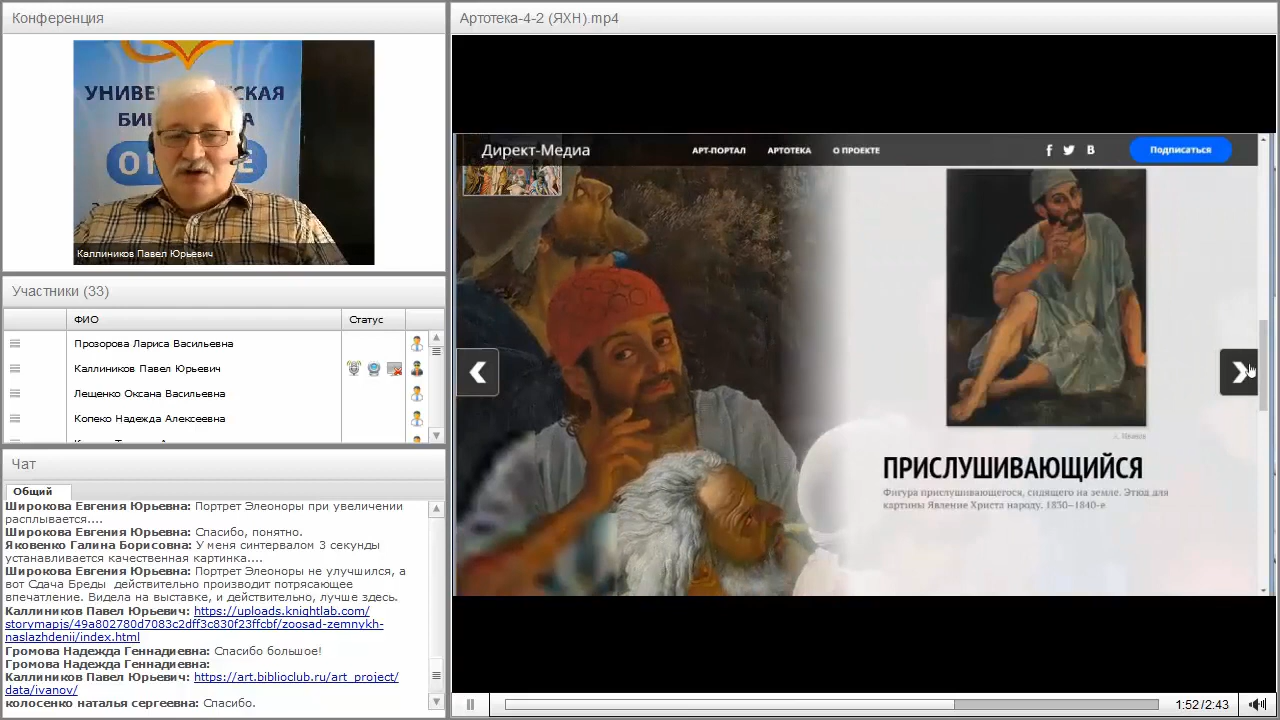 Конференция
УНИВЕ СКАЯ
Каллиников Павел Юрьевич
Участники (33)
ФИО Статус
Прозорова Лариса Васильевна
Каллиников Павел Юрьевич
Лещенко Оксана Васильевна
Копеко Надежда Алексеевна
Чат
Общий
Широкова Евгения Юрьевна: Портрет Элеоноры при увеличении
расплывается....
Широкова Евгения Юрьевна: Спасибо, понятно.
Яковенко Галина Борисовна: У меня синтервалом 3 секунды
устанавливается качественная картинка....
Широкова Евгения Юрьевна: Портрет Элеоноры не улучшился, а
вот Сдача Бреды действительно производит потрясающее
впечатление. Видела на выставке, и действительно, лучше здесь.
Каллиников Павел Юрьевич: https://uploads.knightlab.com/
storymapjs/49a802780d7083c2dff3c830f23ffcbf/zoosad-zemnykh-
naslazhdenii/index.html
Громова Надежда Геннадиевна: Спасибо большое!
Громова Надежда Геннадиевна:
Каллиников Павел Юрьевич: https://art.biblioclub.ru/art_project/
data/ivanov/
колосенко наталья сергеевна: Спасибо.
Артотека-4-2 (ЯХН).mp4
Директ-Медиа АРТ-ПОРТАЛ АРТОТЕКА О ПРОЕКТЕ Подписаться
ПРИСЛУШИВАЮЩИЙСЯ
Фигура прислушивающегося, сидящего на земле. Этюд для
картины Явление Христа народу. 1830–1840-е
1:52/2:43